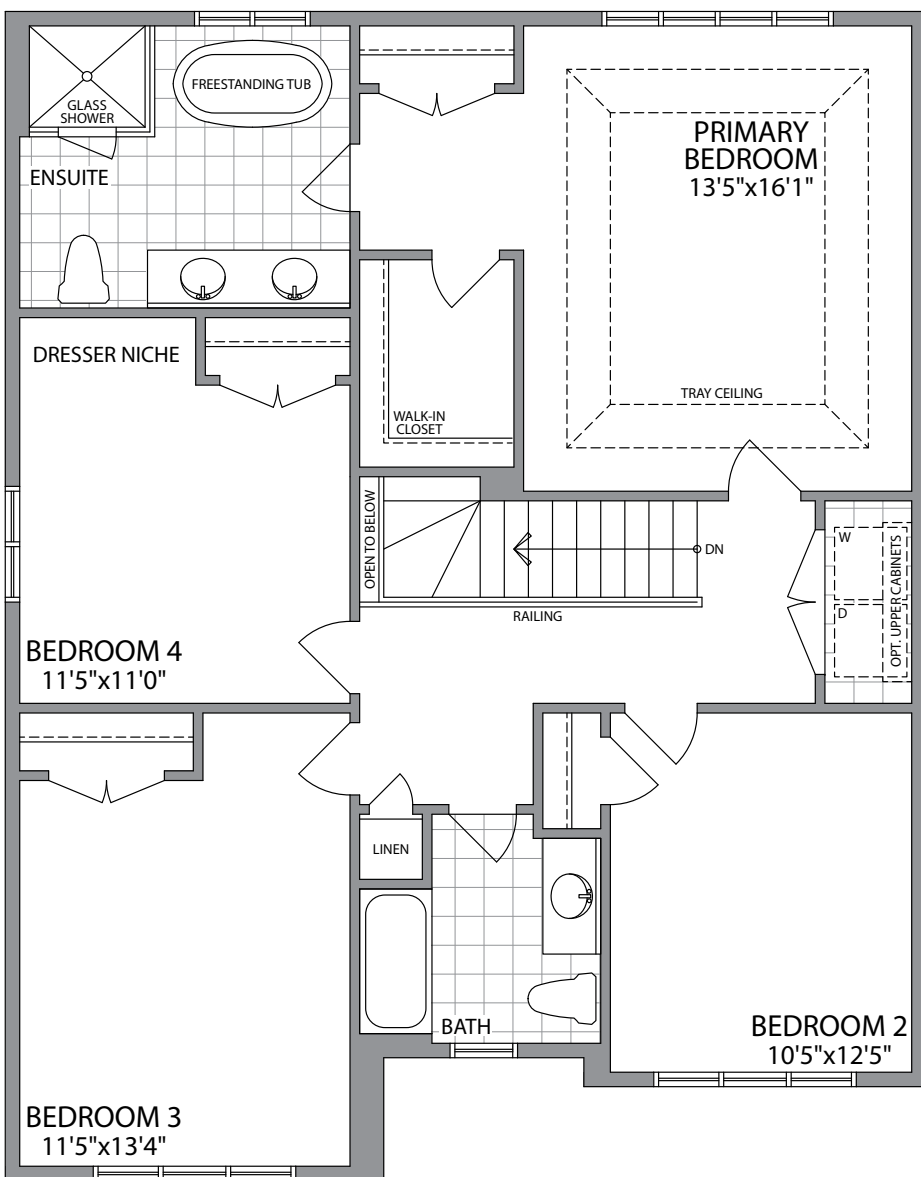 GLASS
SHOWER
FREESTANDING TUB
PRIMARY
BEDROOM
13'5"x16'1"
ENSUITE
DRESSER NICHE
TRAY CEILING
WALK-IN
CLOSET
OPEN TO BELOW
DN
W
D
OPT. UPPER CABINETS
RAILING
BEDROOM 4
11'5"x11'0"
LINEN
BATH
BEDROOM 2
10'5"x12'5"
BEDROOM 3
11'5"x13'4"